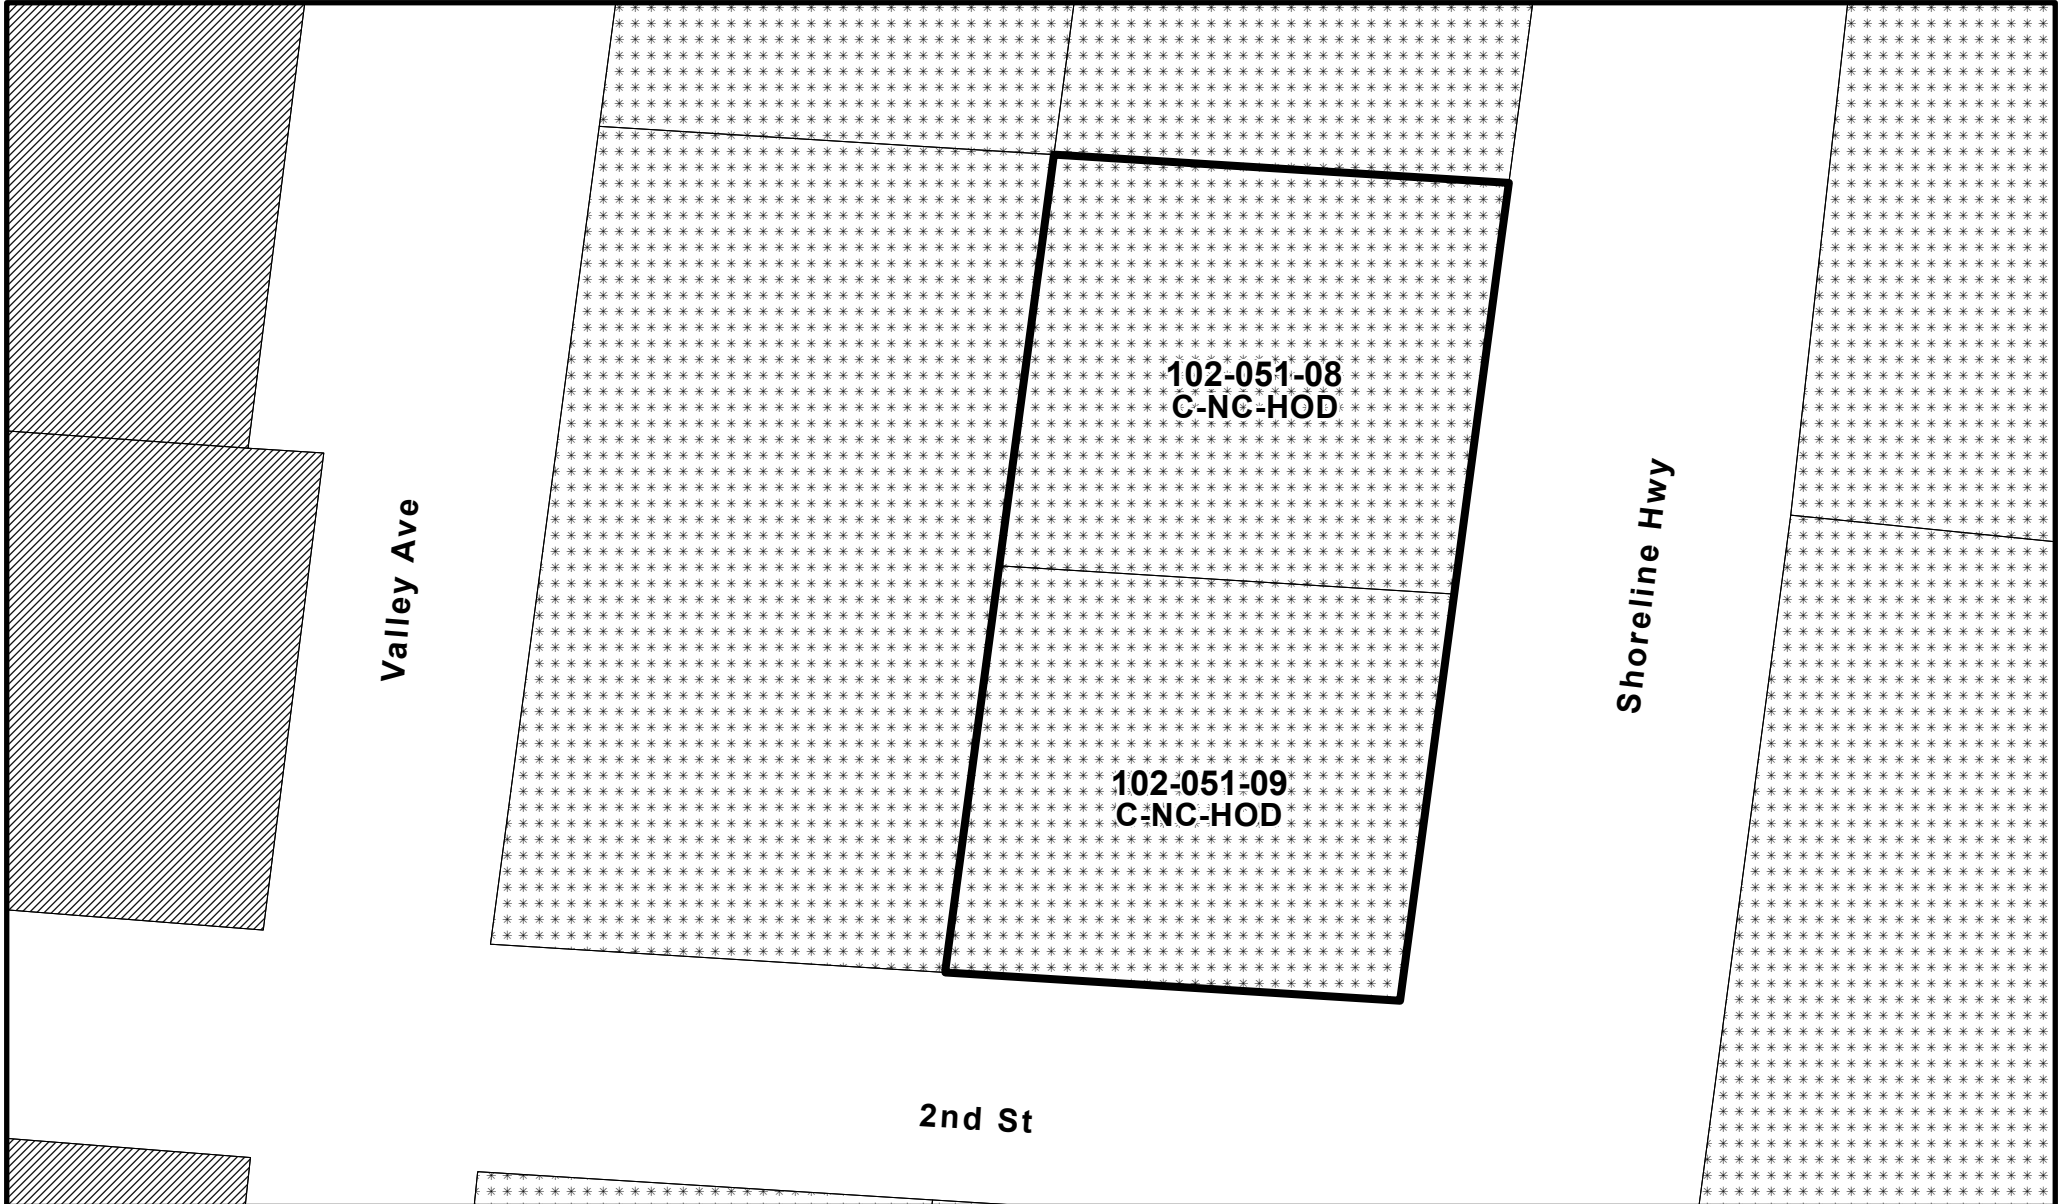 102-051-08
C-NC-HOD
Valley Ave
Shoreline Hwy
102-051-09
C-NC-HOD
2nd St